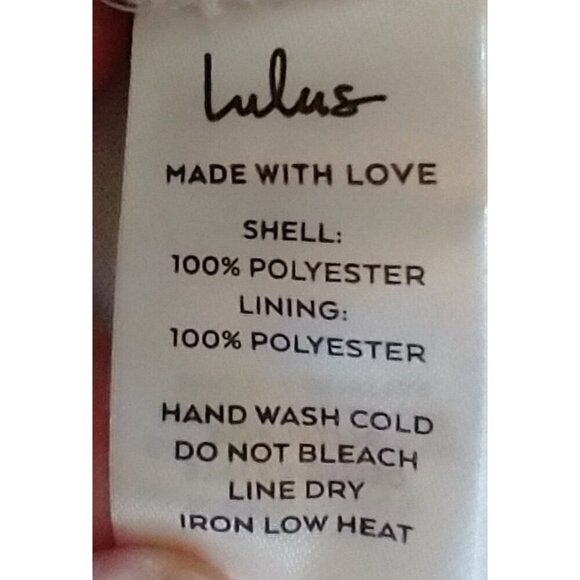 Lulus
MADE WITH LOVE
SHELL:
100% POLYESTER
LINING:
100% POLYESTER
HAND WASH COLD
DO NOT BLEACH
LINE DRY
IRON LOW HEAT